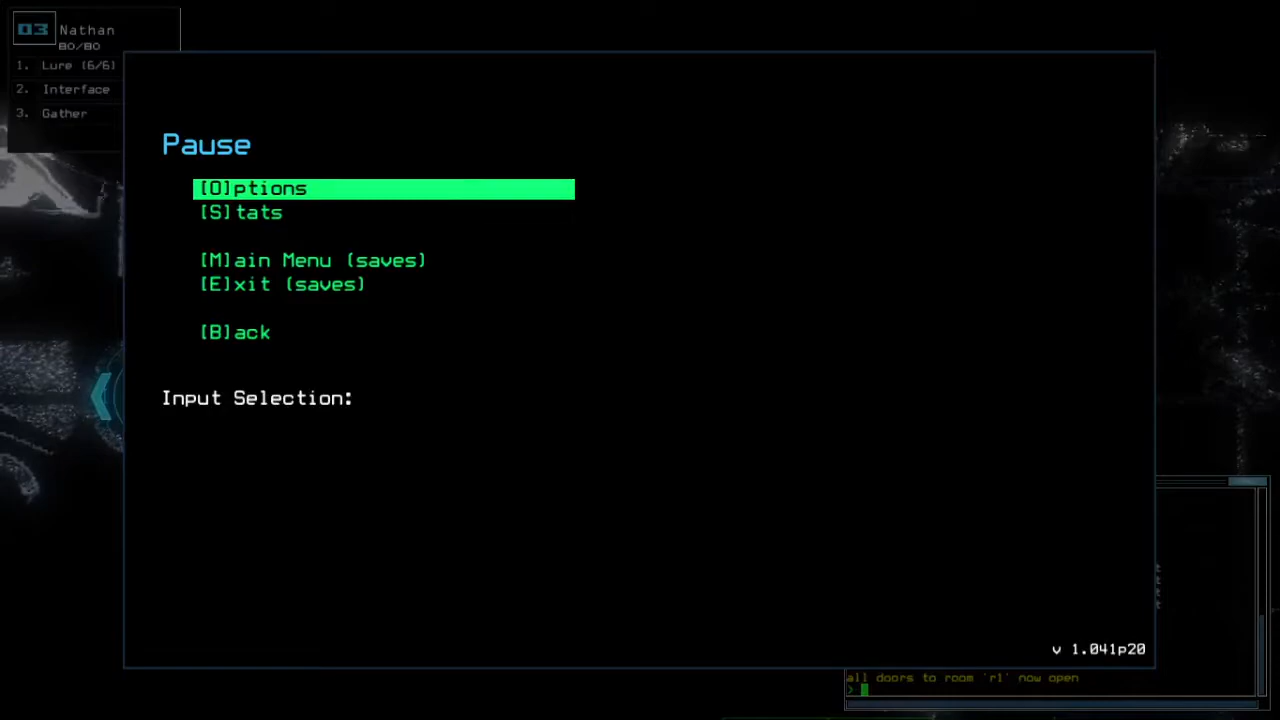 03 Nathan
80/80
1. Lure (6/6)
2. Interface
3. Gather
Pause
[O]ptions
[S]tats
[M]ain Menu (saves)
[E]xit (saves)
[B]ack
Input Selection:
v 1.041p20
all doors to room 'r1' now open
>